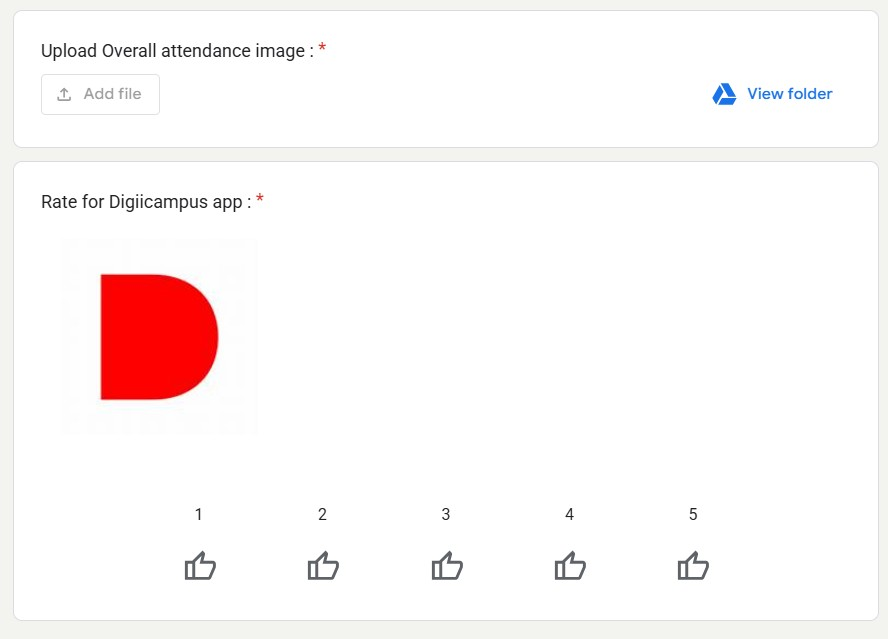 Upload Overall attendance image : *
Add file
View folder
Rate for Digiicampus app : *
1 2 3 4 5